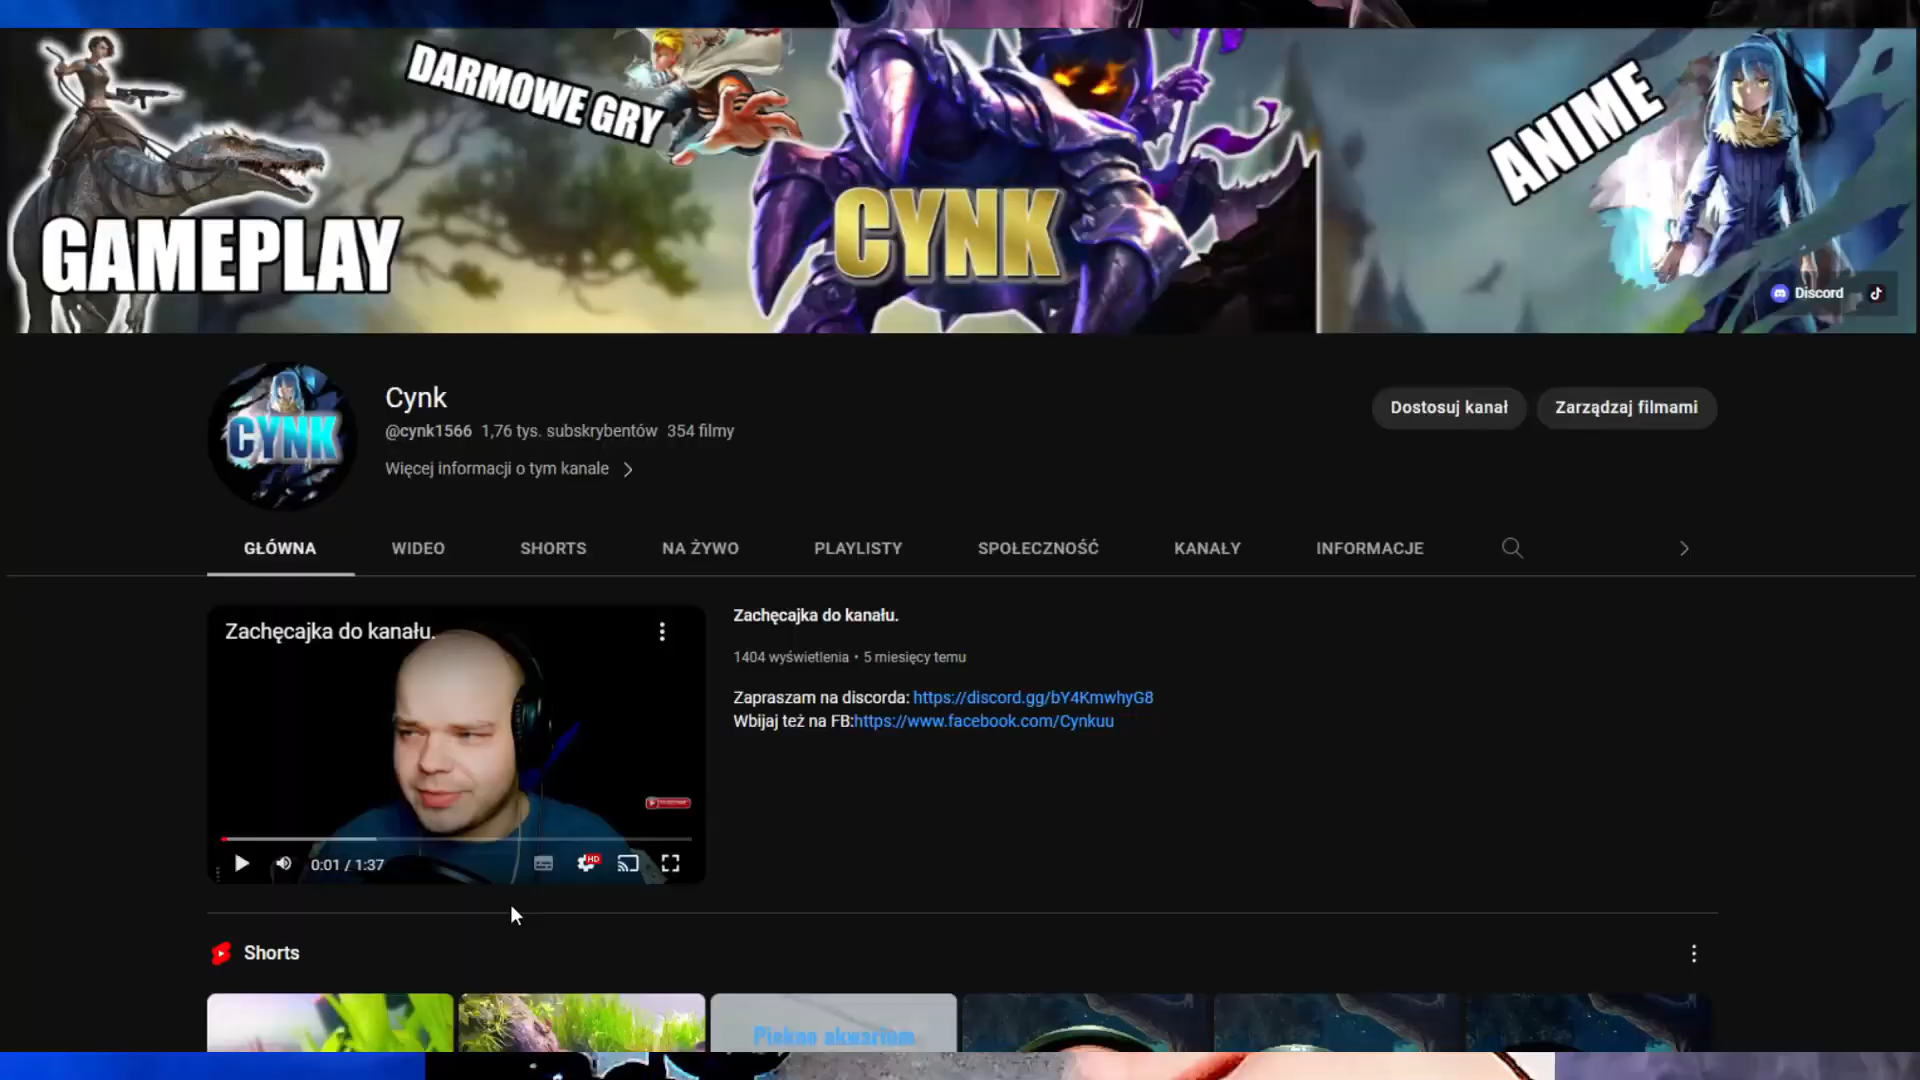 DARMOWE GRY
ANIME
CYNK
GAMEPLAY
Discord
CYNK
Cynk
@cynk1566 1,76 tys. subskrybentów 354 filmy
Więcej informacji o tym kanale
Dostosuj kanał
Zarządzaj filmami
GŁÓWNA
WIDEO
SHORTS
NA ŻYWO
PLAYLISTY
SPOŁECZNOŚĆ
KANAŁY
INFORMACJE
Zachęcajka do kanału.
0:01 / 1:37
HD
Zachęcajka do kanału.
1404 wyświetlenia • 5 miesięcy temu
Zapraszam na discorda: https://discord.gg/bY4KmwhyG8
Wbijaj też na FB:https://www.facebook.com/Cynkuu
Shorts
Piękne akwarium